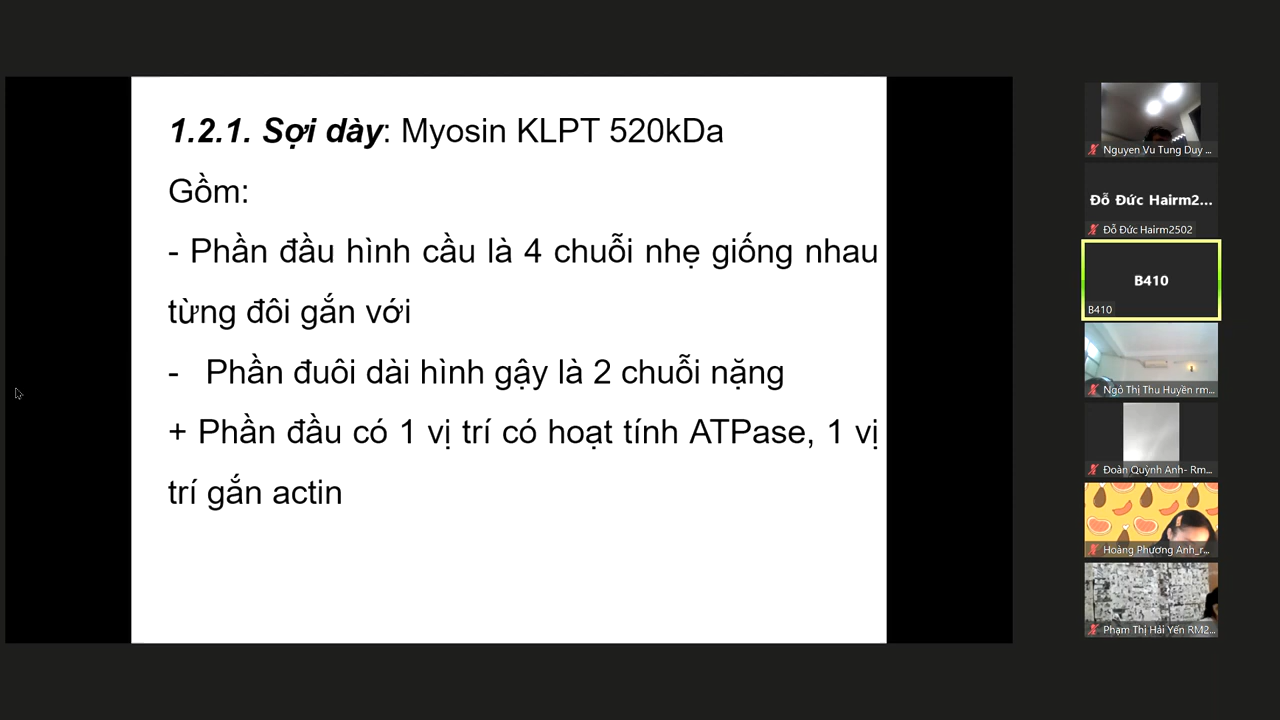 1.2.1. Sợi dày: Myosin KLPT 520kDa
Gồm:
- Phần đầu hình cầu là 4 chuỗi nhẹ giống nhau
từng đôi gắn với
- Phần đuôi dài hình gậy là 2 chuỗi nặng
+ Phần đầu có 1 vị trí có hoạt tính ATPase, 1 vị
trí gắn actin
Nguyen Vu Tung Duy ...
Đỗ Đức Hairm2...
Đỗ Đức Hairm2502
B410
B410
Ngô Thị Thu Huyền rm...
Đoàn Quỳnh Anh- Rm...
Hoàng Phương Anh_r...
Phạm Thị Hải Yến RM2...